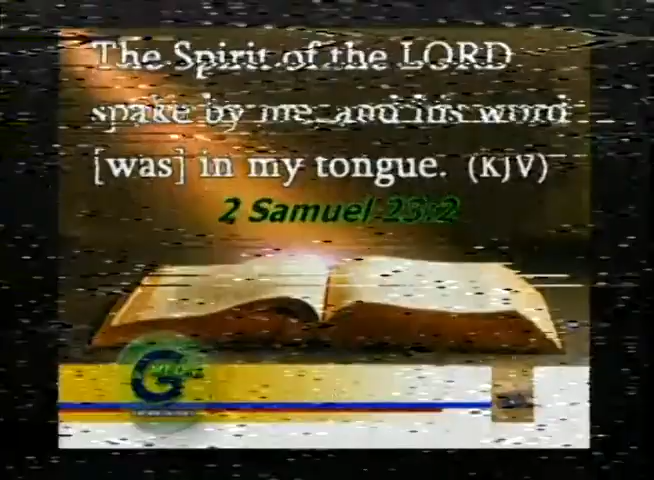 The Spirit of the LORD
spake by me, and his word
[was] in my tongue. (KJV)
2 Samuel 23:2
G